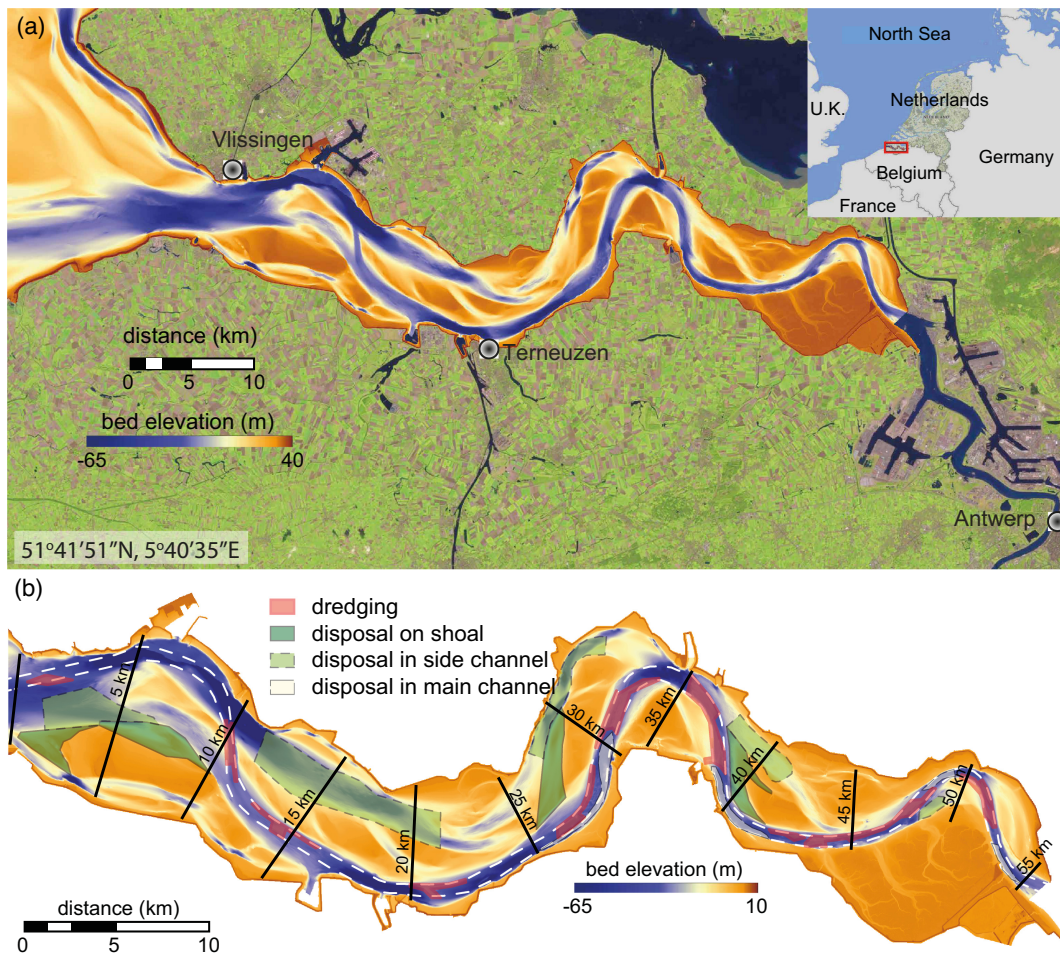 (a)
North Sea
U.K.
Netherlands
Germany
Belgium
France
Vlissingen
Terneuzen
distance (km)
0 10
bed elevation (m)
-65 40
Antwerp
51°41'51"N, 5°40'35"E
(b)
dredging
disposal on shoal
disposal in side channel
disposal in main channel
5 km
10 km
15 km
20 km
25 km
30 km
35 km
40 km
45 km
50 km
55 km
distance (km)
0 10
bed elevation (m)
-65 10